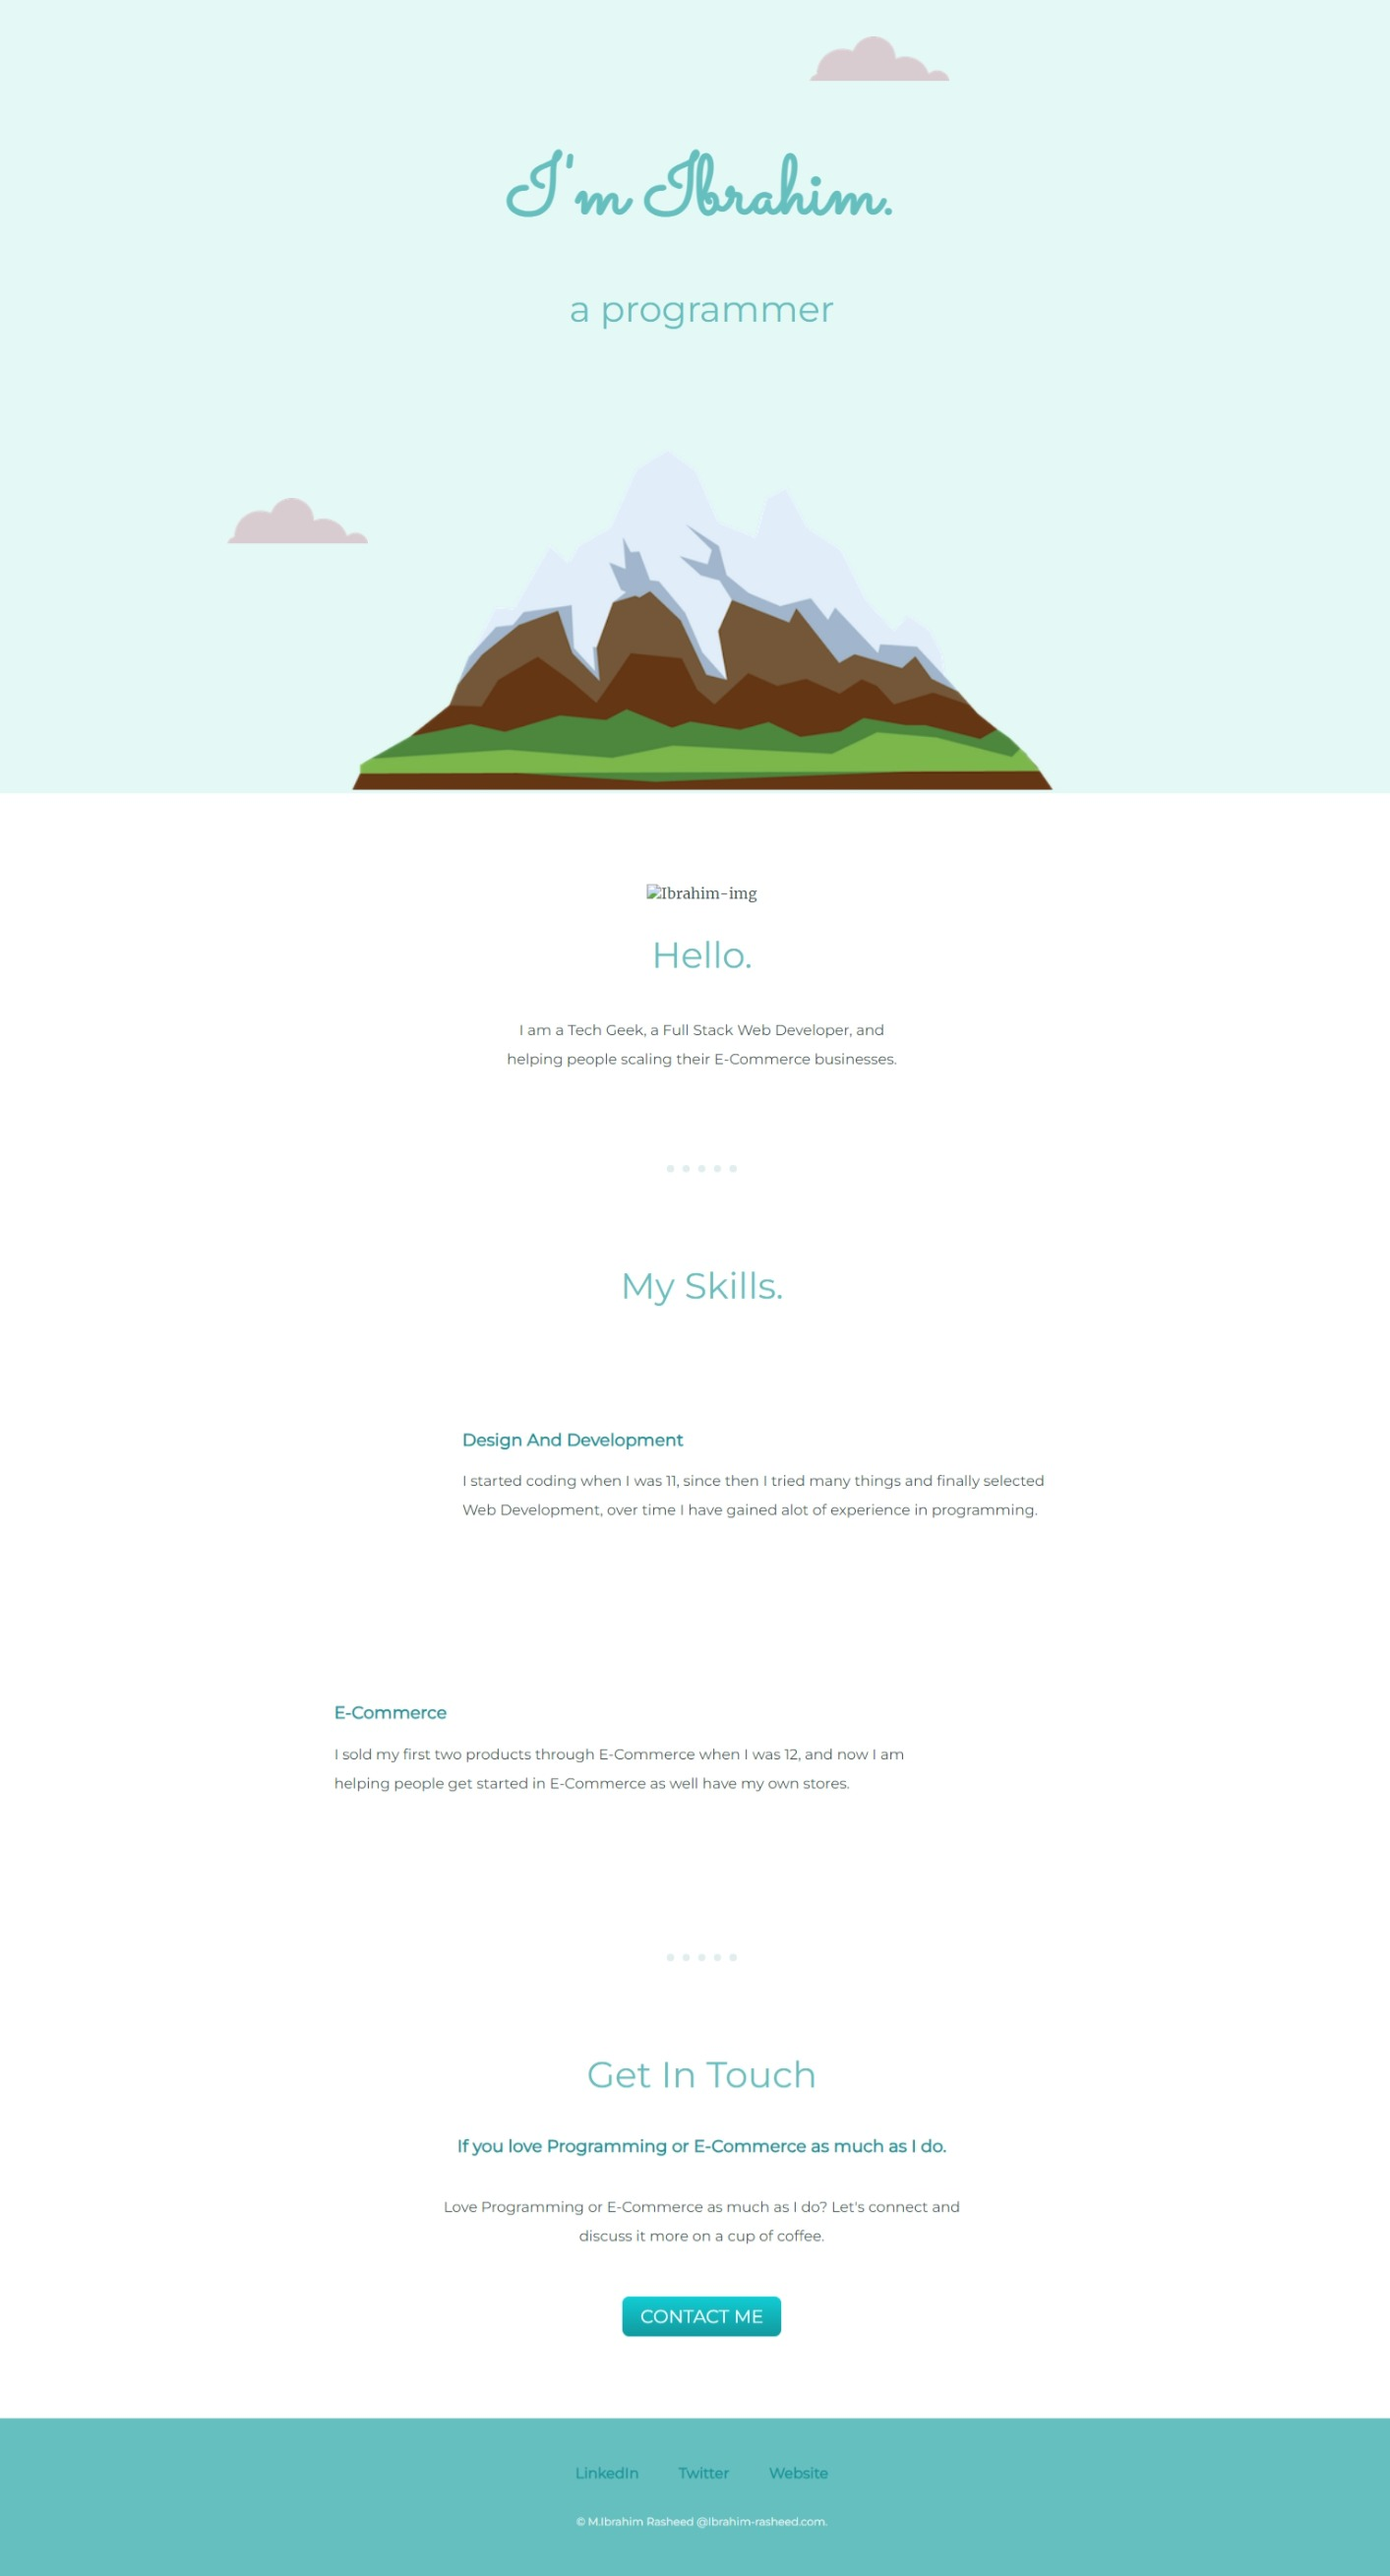 I'm Ibrahim.
a programmer
Ibrahim-img
Hello.
I am a Tech Geek, a Full Stack Web Developer, and
helping people scaling their E-Commerce businesses.
My Skills.
Design And Development
I started coding when I was 11, since then I tried many things and finally selected
Web Development, over time I have gained alot of experience in programming.
E-Commerce
I sold my first two products through E-Commerce when I was 12, and now I am
helping people get started in E-Commerce as well have my own stores.
Get In Touch
If you love Programming or E-Commerce as much as I do.
Love Programming or E-Commerce as much as I do? Let's connect and
discuss it more on a cup of coffee.
CONTACT ME
LinkedIn Twitter Website
© M.Ibrahim Rasheed @Ibrahim-rasheed.com.